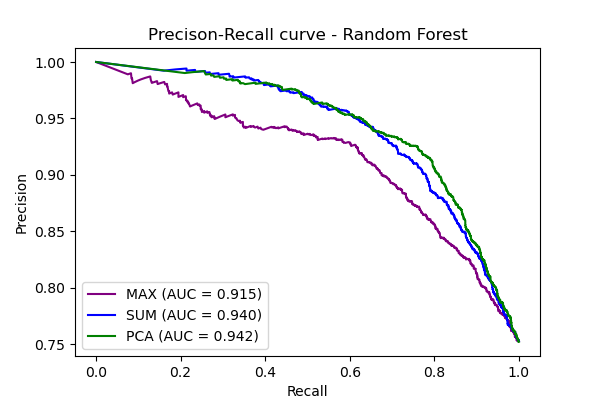 Precison-Recall curve - Random Forest
1.00
0.95
0.90
0.85
0.80
0.75
Precision
MAX (AUC = 0.915)
SUM (AUC = 0.940)
PCA (AUC = 0.942)
0.0 0.2 0.4 0.6 0.8 1.0
Recall